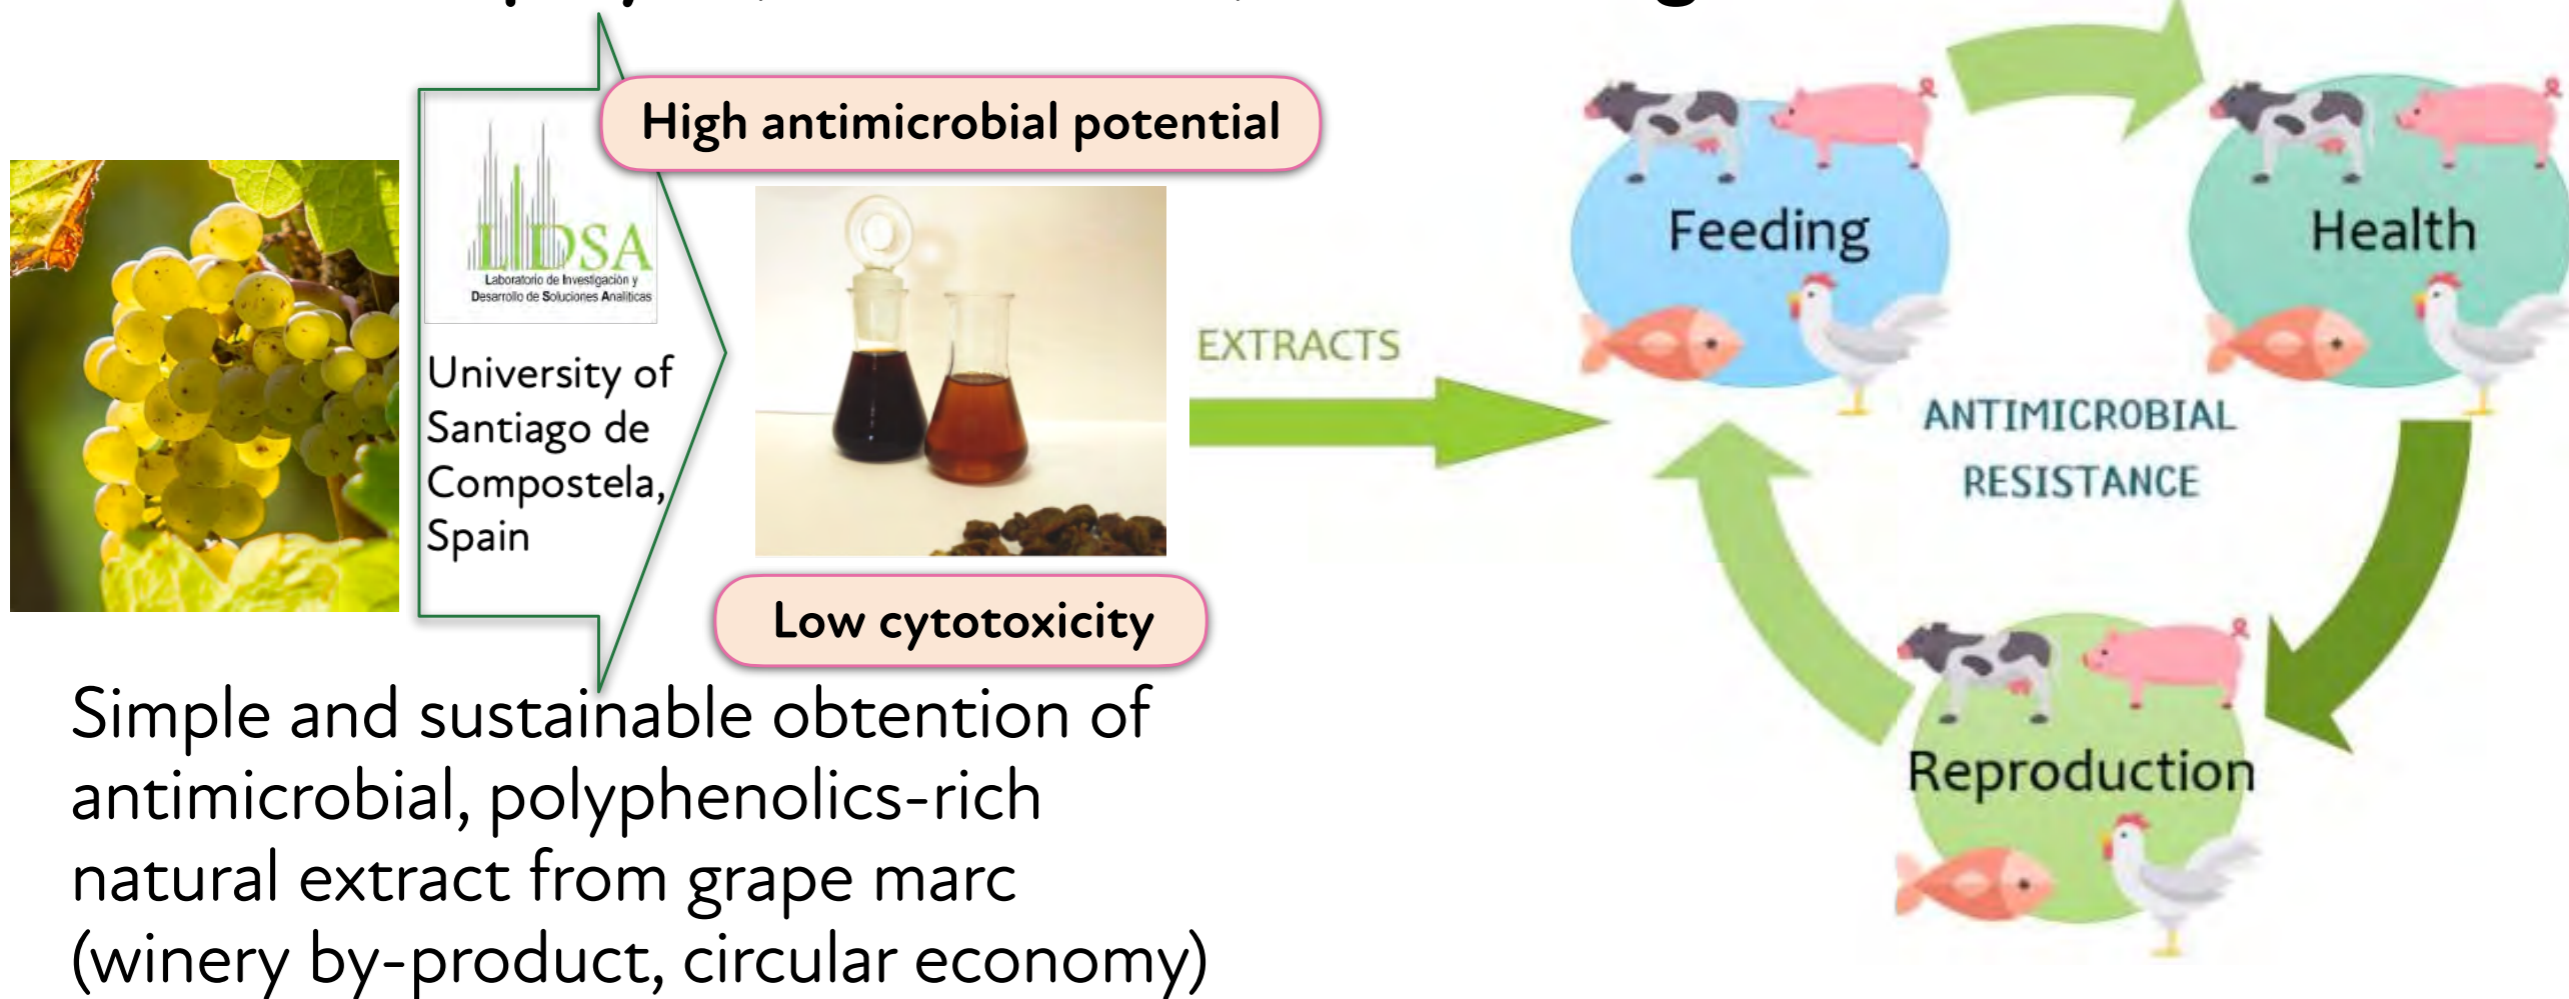 High antimicrobial potential
LIDSA
Laboratorio de Investigación y
Desarrollo de Soluciones Analíticas
University of
Santiago de
Compostela,
Spain
Low cytotoxicity
Simple and sustainable obtention of
antimicrobial, polyphenolics-rich
natural extract from grape marc
(winery by-product, circular economy)
EXTRACTS
Feeding
Health
ANTIMICROBIAL
RESISTANCE
Reproduction